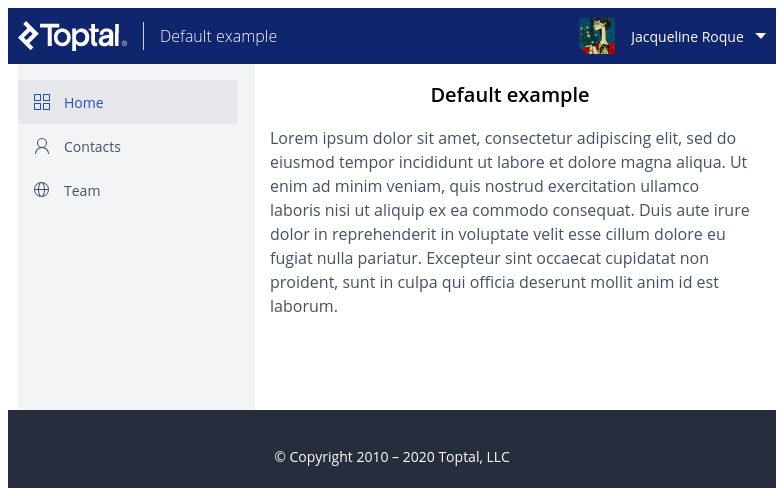 Toptal® Default example Jacqueline Roque
Home
Contacts
Team
Default example
Lorem ipsum dolor sit amet, consectetur adipiscing elit, sed do
eiusmod tempor incididunt ut labore et dolore magna aliqua. Ut
enim ad minim veniam, quis nostrud exercitation ullamco
laboris nisi ut aliquip ex ea commodo consequat. Duis aute irure
dolor in reprehenderit in voluptate velit esse cillum dolore eu
fugiat nulla pariatur. Excepteur sint occaecat cupidatat non
proident, sunt in culpa qui officia deserunt mollit anim id est
laborum.
© Copyright 2010 – 2020 Toptal, LLC